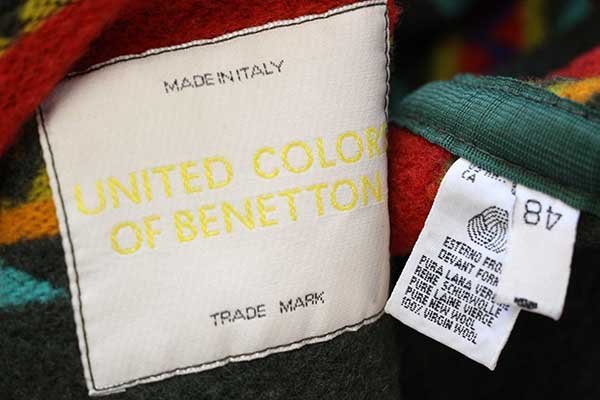 MADE IN ITALY
UNITED COLORS
OF BENETTON
TRADE MARK
CA
48
ESTERNO
DEVANT
PURA LANA
REINE SCHURWOLLE
PURE LAINE VIERGE
PURE NEW WOOL
100% VIRGIN WOOL